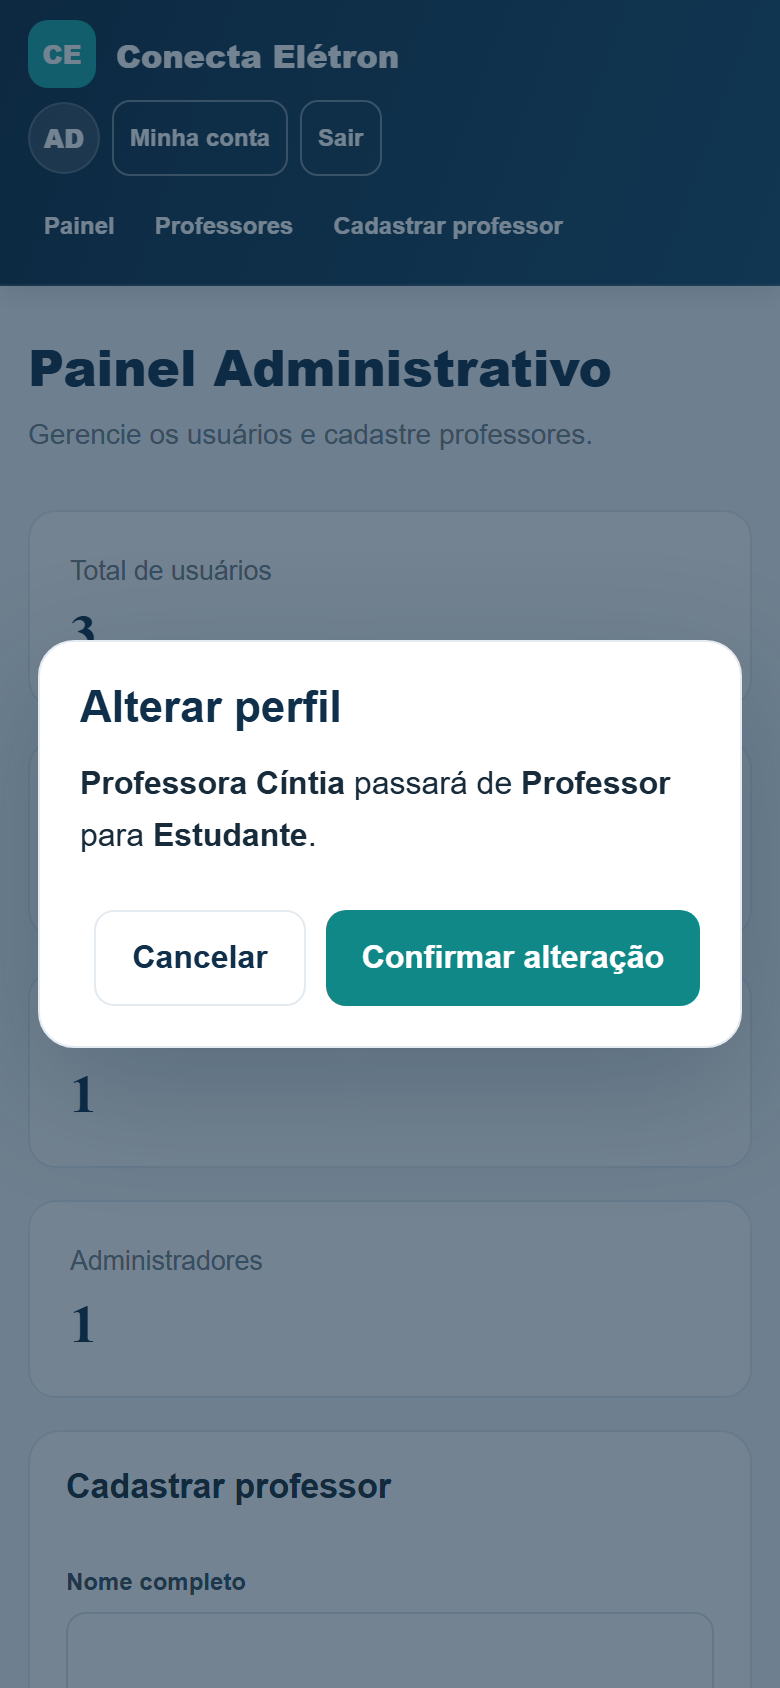 CE Conecta Elétron
AD Minha conta Sair
Painel Professores Cadastrar professor
Painel Administrativo
Gerencie os usuários e cadastre professores.
Total de usuários
3
Alterar perfil
Professora Cíntia passará de Professor
para Estudante.
Cancelar Confirmar alteração
1
Administradores
1
Cadastrar professor
Nome completo